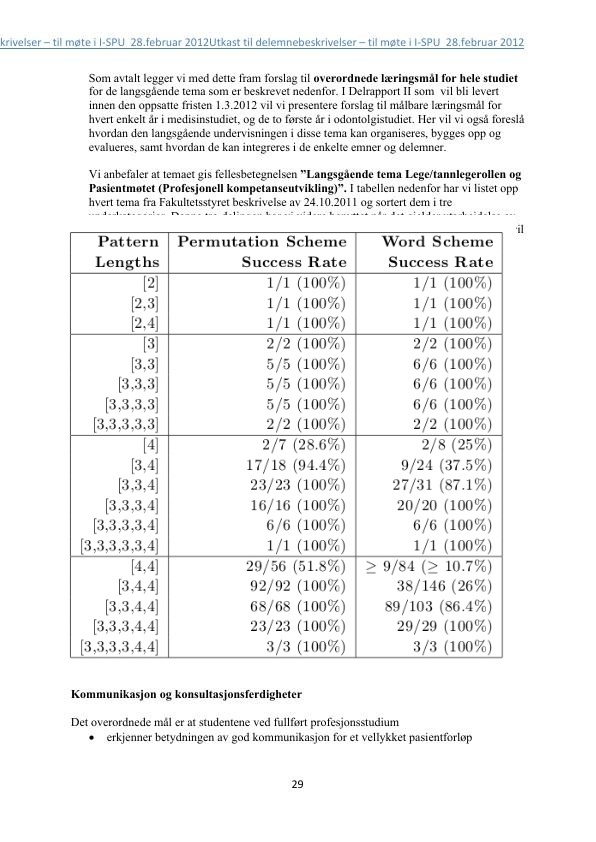 krivelser – til møte i I-SPU 28.februar 2012Utkast til delemnebeskrivelser – til møte i I-SPU 28.februar 2012
Som avtalt legger vi med dette fram forslag til overordnede læringsmål for hele studiet
for de langsgående tema som er beskrevet nedenfor. I Delrapport II som vil bli levert
innen den oppsatte fristen 1.3.2012 vil vi presentere forslag til målbare læringsmål for
hvert enkelt år i medisinstudiet, og de to første år i odontolgistudiet. Her vil vi også foreslå
hvordan den langsgående undervisningen i disse tema kan organiseres, bygges opp og
evalueres, samt hvordan de kan integreres i de enkelte emner og delemner.
Vi anbefaler at temaet gis fellesbetegnelsen ”Langsgående tema Lege/tannlegerollen og
Pasientmøtet (Profesjonell kompetanseutvikling)”. I tabellen nedenfor har vi listet opp
hvert tema fra Fakultetsstyret beskrivelse av 24.10.2011 og sortert dem i tre
Pattern Permutation Scheme Word Scheme
Lengths Success Rate Success Rate
[2] 1/1 (100%) 1/1 (100%)
[2,3] 1/1 (100%) 1/1 (100%)
[2,4] 1/1 (100%) 1/1 (100%)
[3] 2/2 (100%) 2/2 (100%)
[3,3] 5/5 (100%) 6/6 (100%)
[3,3,3] 5/5 (100%) 6/6 (100%)
[3,3,3,3] 5/5 (100%) 6/6 (100%)
[3,3,3,3,3] 2/2 (100%) 2/2 (100%)
[4] 2/7 (28.6%) 2/8 (25%)
[3,4] 17/18 (94.4%) 9/24 (37.5%)
[3,3,4] 23/23 (100%) 27/31 (87.1%)
[3,3,3,4] 16/16 (100%) 20/20 (100%)
[3,3,3,3,4] 6/6 (100%) 6/6 (100%)
[3,3,3,3,3,4] 1/1 (100%) 1/1 (100%)
[4,4] 29/56 (51.8%) ≥ 9/84 (≥ 10.7%)
[3,4,4] 92/92 (100%) 38/146 (26%)
[3,3,4,4] 68/68 (100%) 89/103 (86.4%)
[3,3,3,4,4] 23/23 (100%) 29/29 (100%)
[3,3,3,3,4,4] 3/3 (100%) 3/3 (100%)
Kommunikasjon og konsultasjonsferdigheter
Det overordnede mål er at studentene ved fullført profesjonsstudium
• erkjenner betydningen av god kommunikasjon for et vellykket pasientforløp
29